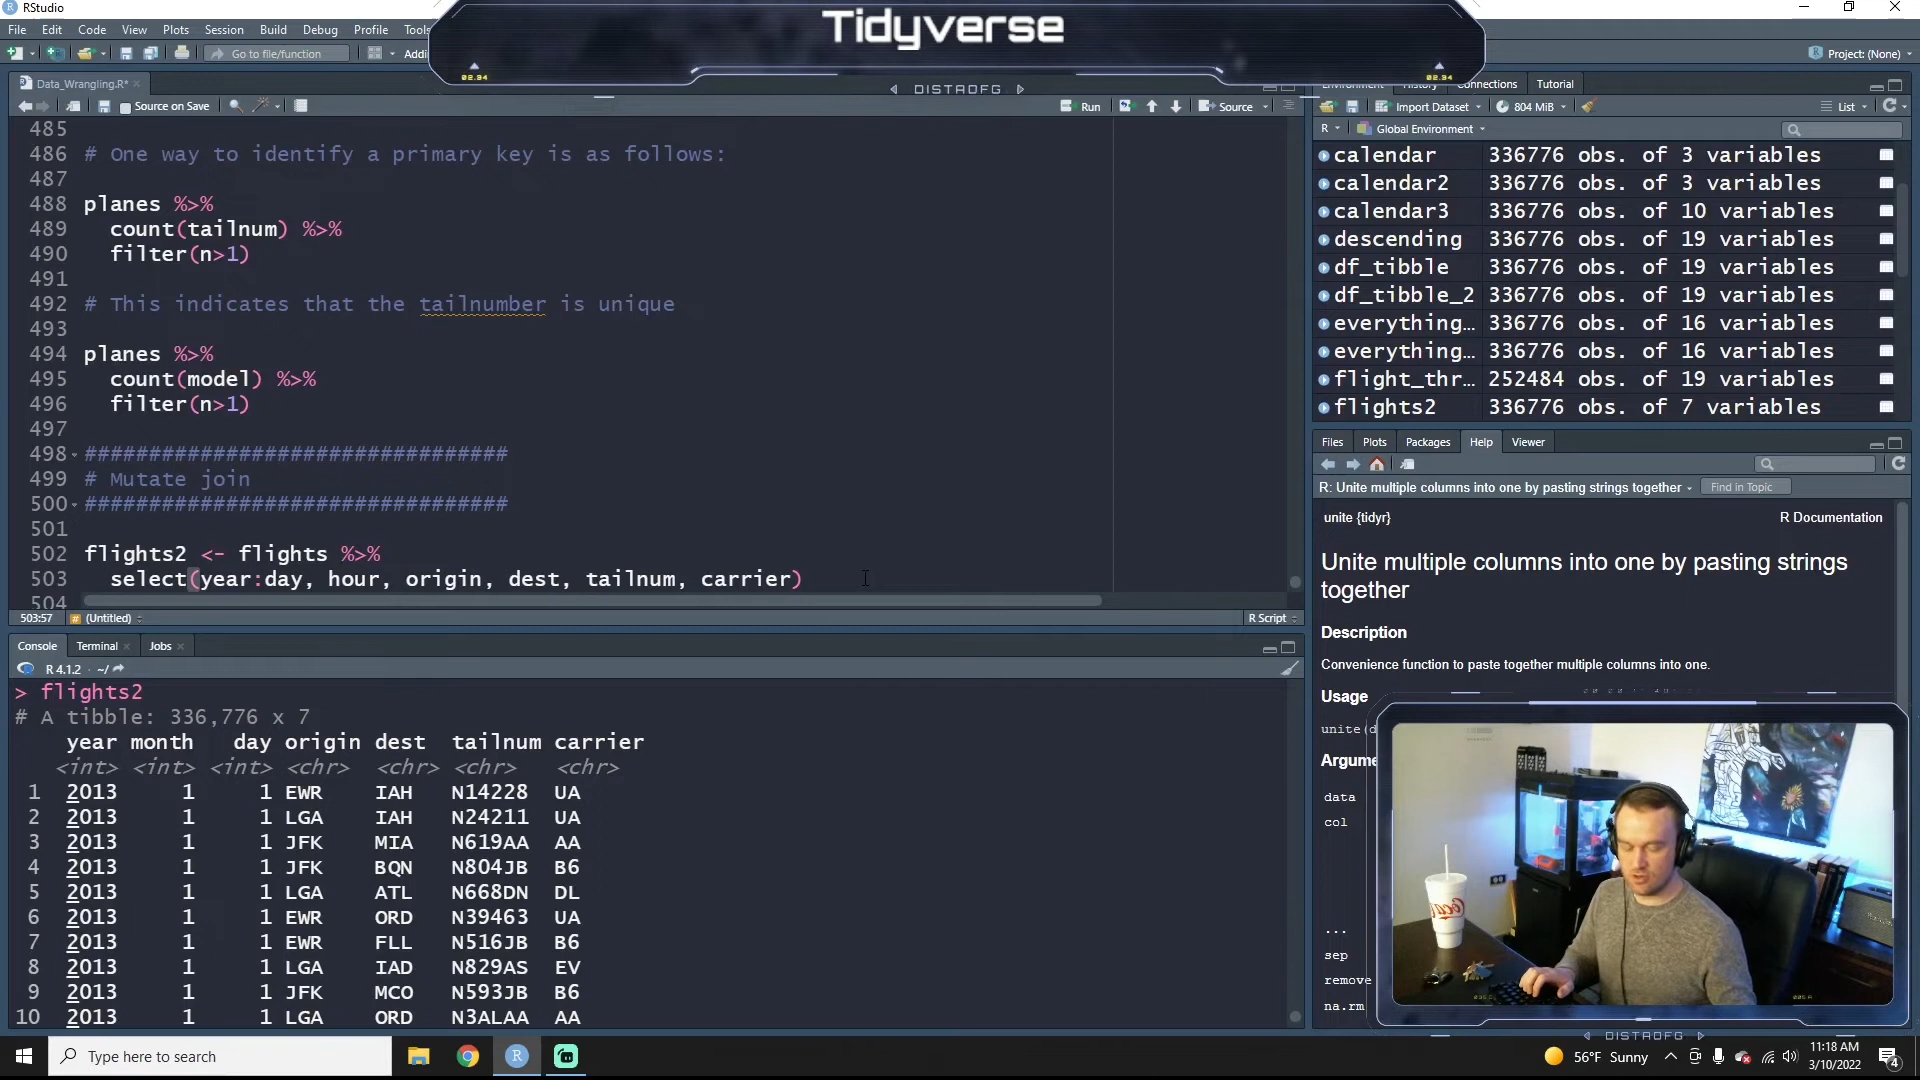 RStudio
Tidyverse
File Edit Code View Plots Session Build Debug Profile Tools
Go to file/function
Addi
Project: (None)
02.94
02.94
DISTROFG
Data_Wrangling.R*
Environment History Connections Tutorial
Source on Save
Run
Source
Import Dataset
804 MiB
List
R
Global Environment
485
486 # One way to identify a primary key is as follows:
487
488 planes %>%
489 count(tailnum) %>%
490 filter(n>1)
491
492 # This indicates that the tailnumber is unique
493
494 planes %>%
495 count(model) %>%
496 filter(n>1)
497
498 #################################
499 # Mutate join
500 #################################
501
502 flights2 <- flights %>%
503 select(year:day, hour, origin, dest, tailnum, carrier)
504
503:57 # (Untitled) R Script
calendar 336776 obs. of 3 variables
calendar2 336776 obs. of 3 variables
calendar3 336776 obs. of 10 variables
descending 336776 obs. of 19 variables
df_tibble 336776 obs. of 19 variables
df_tibble_2 336776 obs. of 19 variables
everything… 336776 obs. of 16 variables
everything… 336776 obs. of 16 variables
flight_thr… 252484 obs. of 19 variables
flights2 336776 obs. of 7 variables
Files Plots Packages Help Viewer
R: Unite multiple columns into one by pasting strings together
Find in Topic
unite {tidyr}
R Documentation
Unite multiple columns into one by pasting strings
together
Description
Convenience function to paste together multiple columns into one.
Usage
unite(d
Argume
data
col
...
sep
remove
na.rm
Console Terminal Jobs
R 4.1.2 · ~/
> flights2
# A tibble: 336,776 x 7
year month day origin dest tailnum carrier
<int> <int> <int> <chr> <chr> <chr> <chr>
1 2013 1 1 EWR IAH N14228 UA
2 2013 1 1 LGA IAH N24211 UA
3 2013 1 1 JFK MIA N619AA AA
4 2013 1 1 JFK BQN N804JB B6
5 2013 1 1 LGA ATL N668DN DL
6 2013 1 1 EWR ORD N39463 UA
7 2013 1 1 EWR FLL N516JB B6
8 2013 1 1 LGA IAD N829AS EV
9 2013 1 1 JFK MCO N593JB B6
10 2013 1 1 LGA ORD N3ALAA AA
DISTROFG
Type here to search
56°F Sunny
11:18 AM
3/10/2022
4